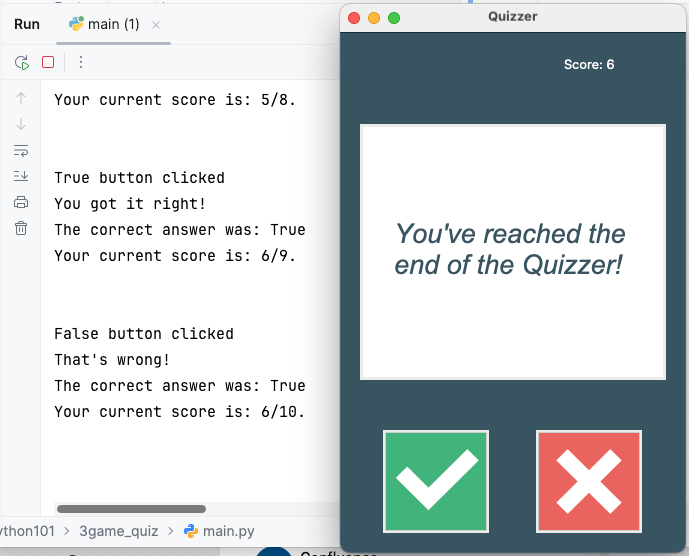 Run
main (1)
Your current score is: 5/8.
True button clicked
You got it right!
The correct answer was: True
Your current score is: 6/9.
False button clicked
That's wrong!
The correct answer was: True
Your current score is: 6/10.
ython101 > 3game_quiz > main.py
Quizzer
Score: 6
You've reached the
end of the Quizzer!